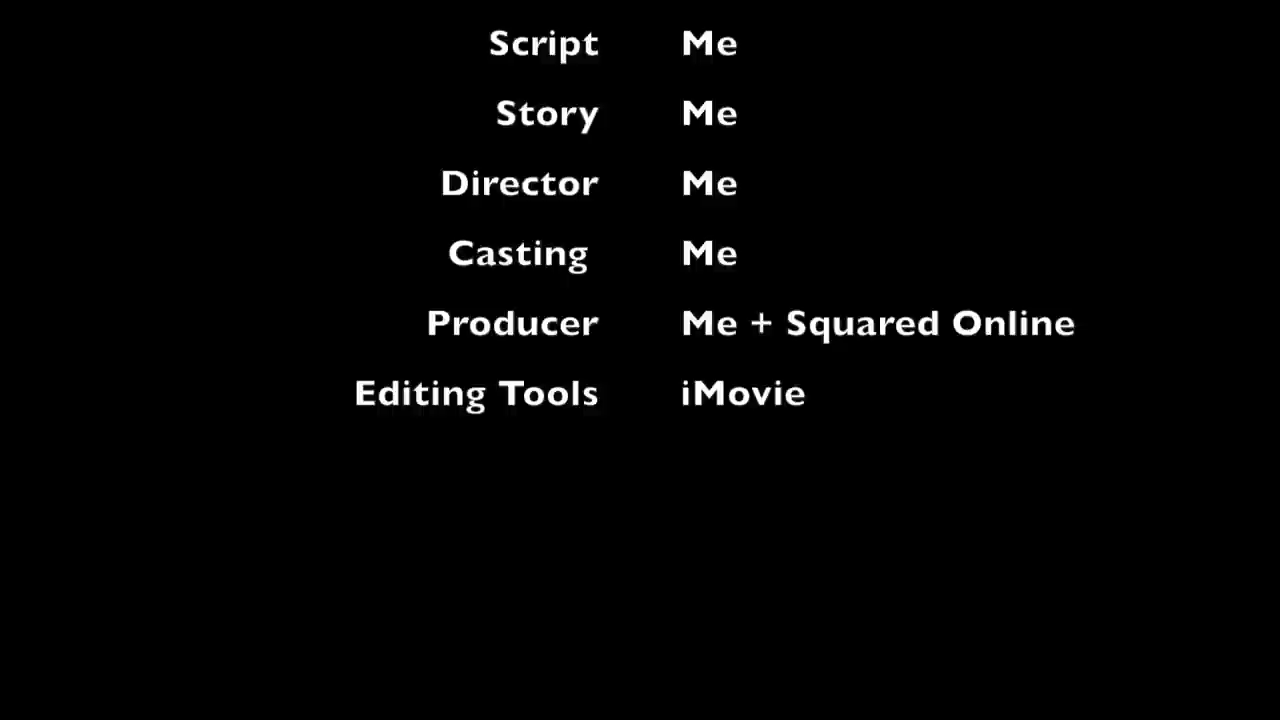 Script Me
Story Me
Director Me
Casting Me
Producer Me + Squared Online
Editing Tools iMovie